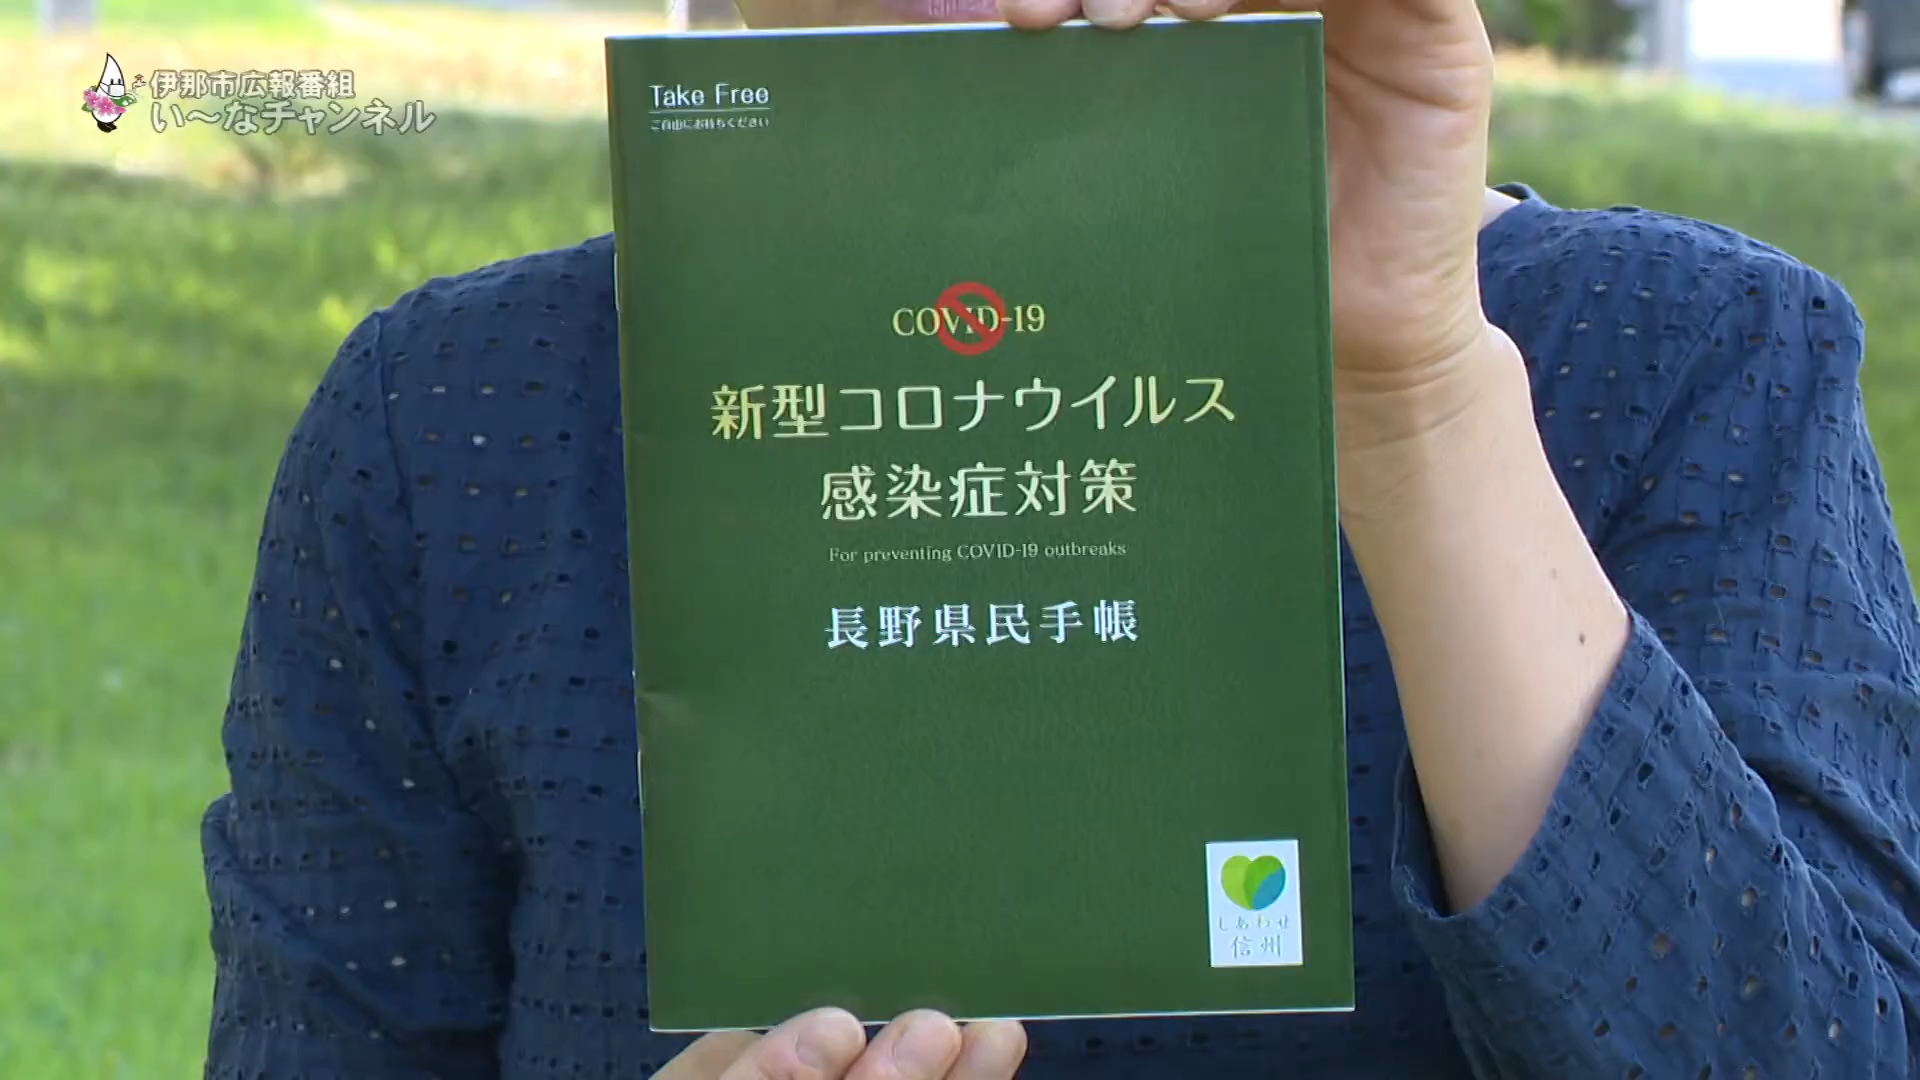 伊那市広報番組
い〜なチャンネル
Take Free
ご自由にお持ちください
COVID-19
新型コロナウイルス
感染症対策
For preventing COVID-19 outbreaks
長野県民手帳
しあわせ
信州